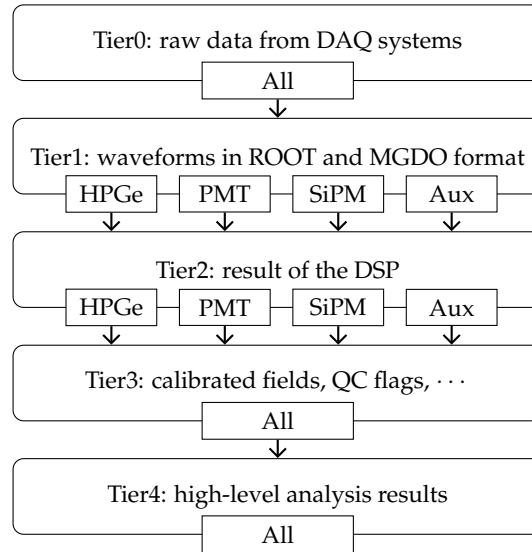 Tier0: raw data from DAQ systems
All
Tier1: waveforms in ROOT and MGDO format
HPGe PMT SiPM Aux
Tier2: result of the DSP
HPGe PMT SiPM Aux
Tier3: calibrated fields, QC flags, ···
All
Tier4: high-level analysis results
All